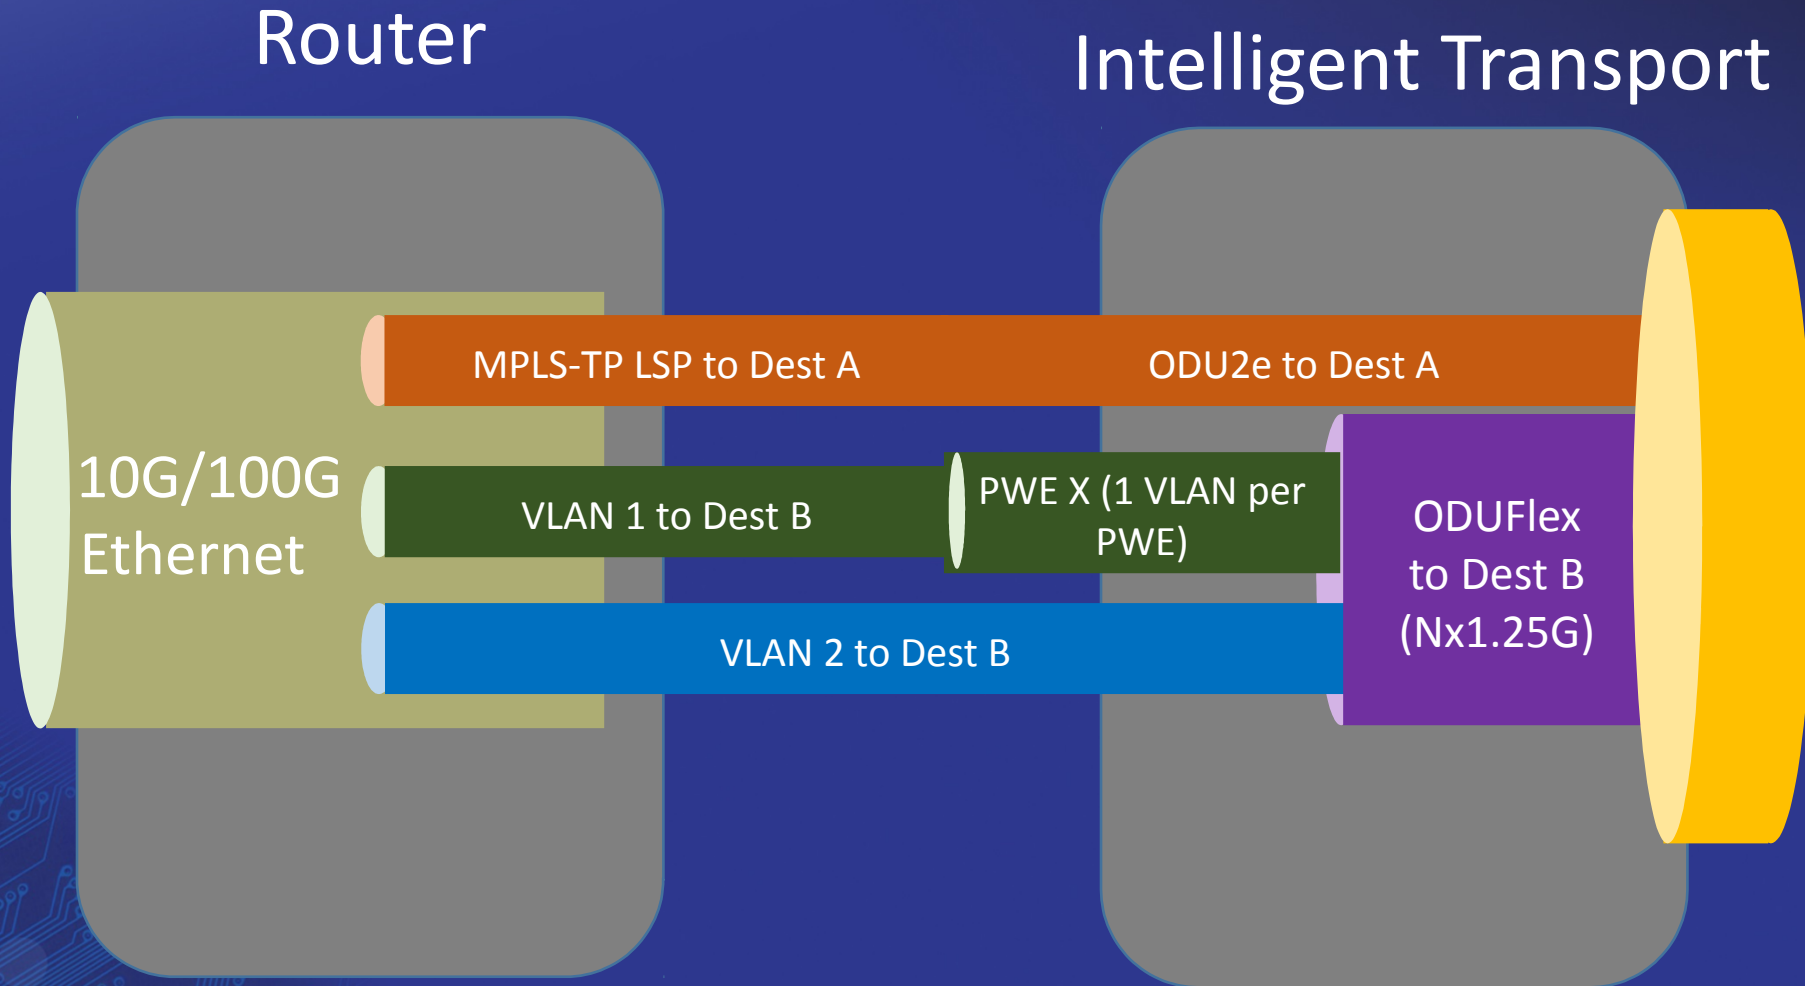 Router
Intelligent Transport
MPLS-TP LSP to Dest A
ODU2e to Dest A
10G/100G
Ethernet
VLAN 1 to Dest B
PWE X (1 VLAN per
PWE)
ODUFlex
to Dest B
(Nx1.25G)
VLAN 2 to Dest B